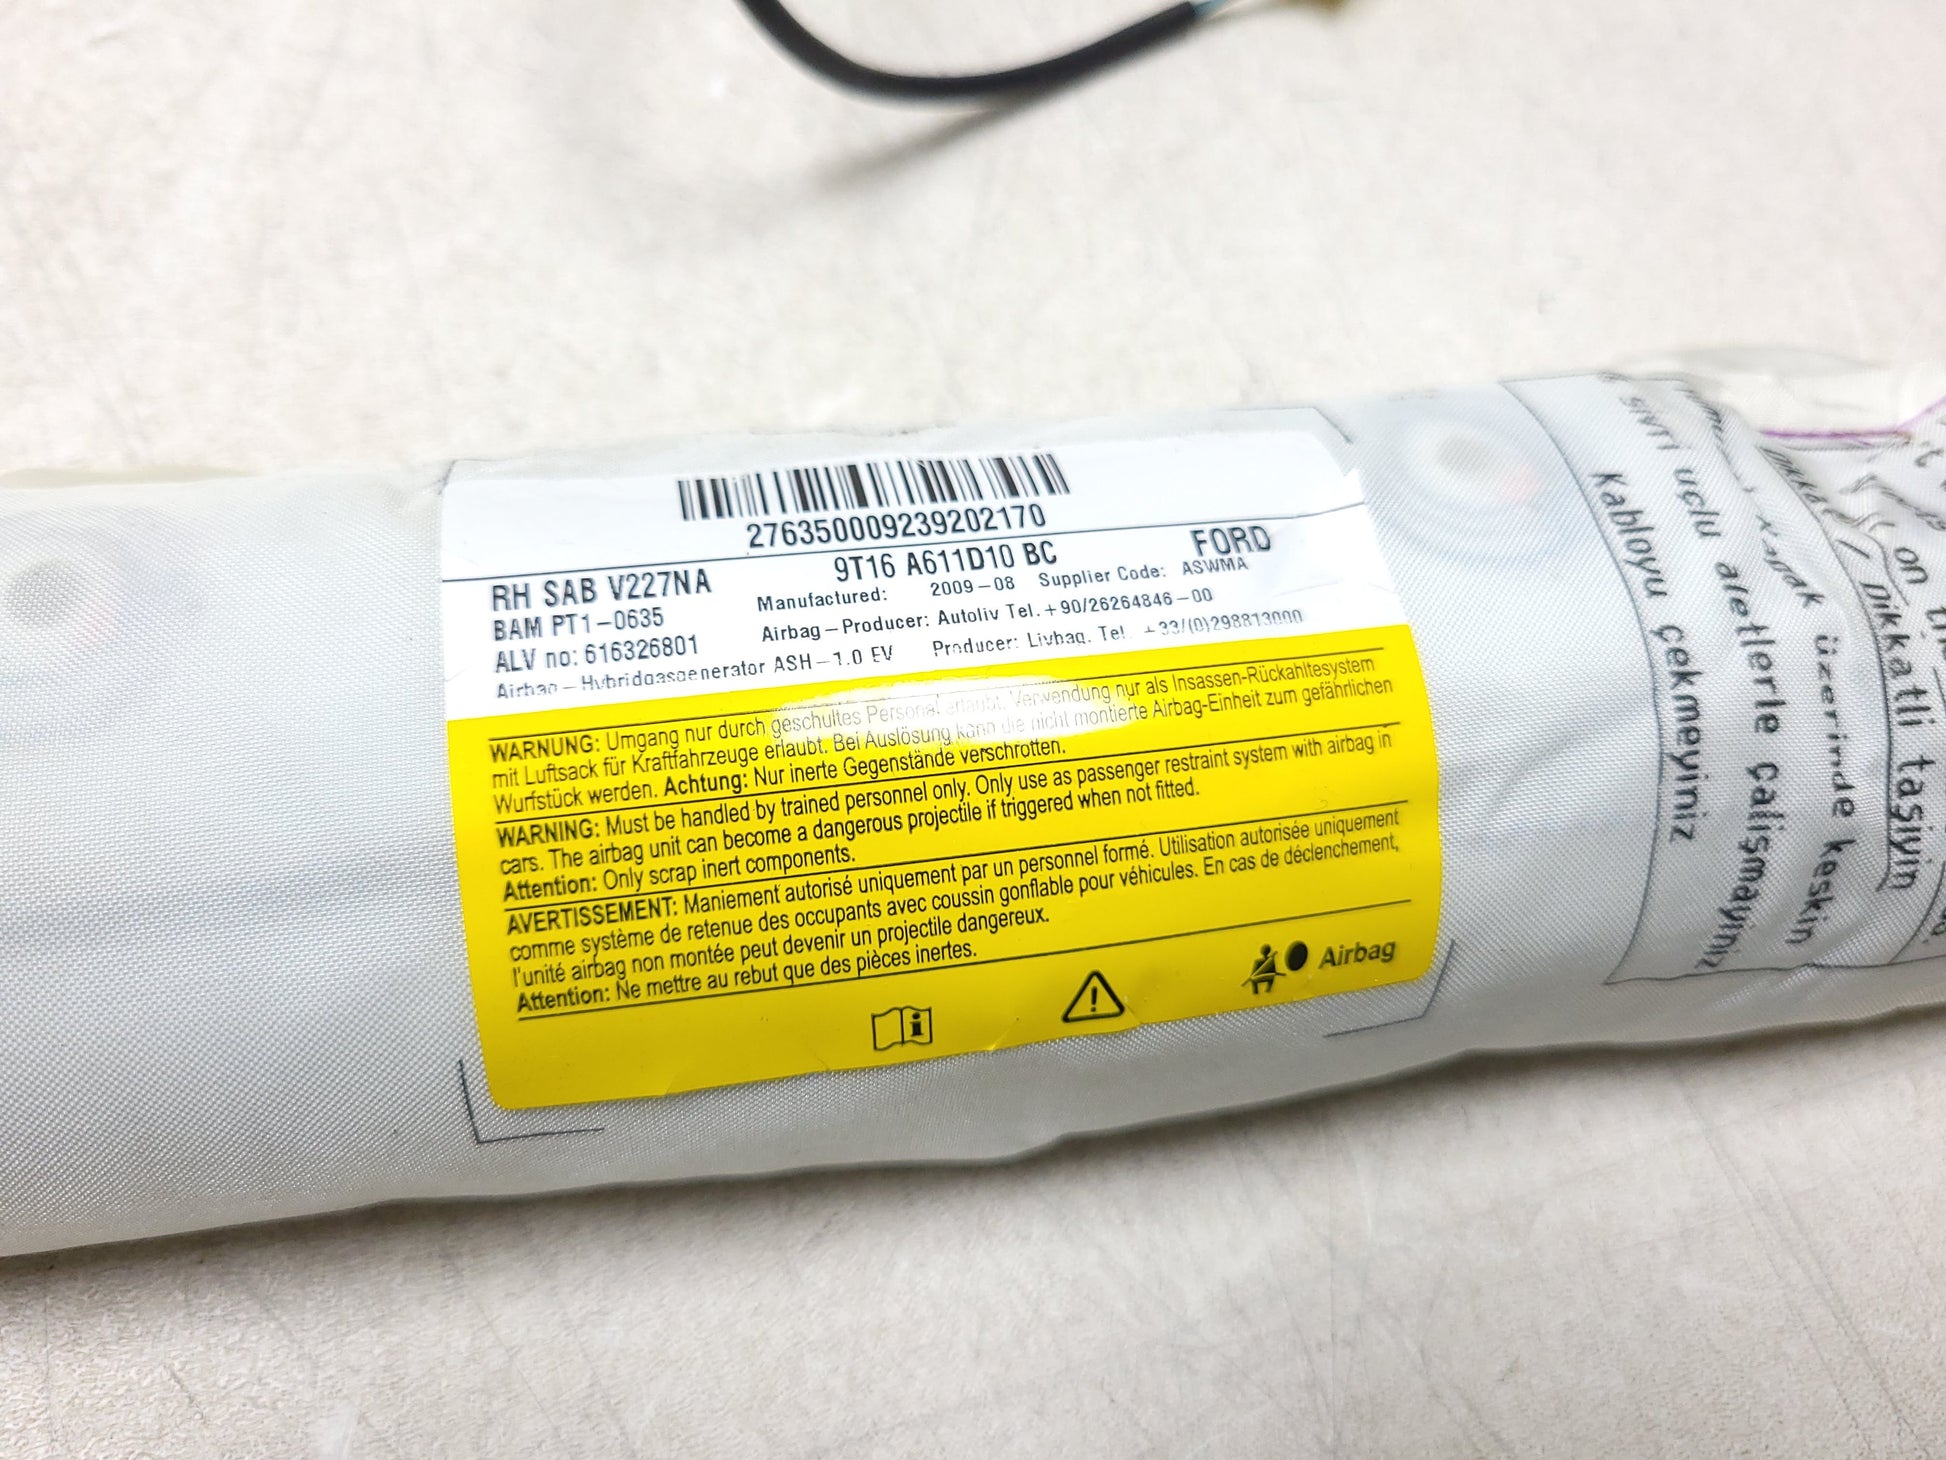 276350009239202170
RH SAB V227NA 9T16 A611D10 BC FORD
BAM PT1-0635 Manufactured: 2009-08 Supplier Code: ASWMA
ALV no: 616326801 Airbag-Producer: Autoliv Tel.+90/26264846-00
Airbag-Hybridgasgenerator ASH-1.0 EV Producer: Livbag, Tel. +33/(0)298813000
WARNUNG: Umgang nur durch geschultes Personal erlaubt. Verwendung nur als Insassen-Rückahltesystem
mit Luftsack für Kraftfahrzeuge erlaubt. Bei Auslösung kann die nicht montierte Airbag-Einheit zum gefährlichen
Wurfstück werden. Achtung: Nur inerte Gegenstände verschrotten.
WARNING: Must be handled by trained personnel only. Only use as passenger restraint system with airbag in
cars. The airbag unit can become a dangerous projectile if triggered when not fitted.
Attention: Only scrap inert components.
AVERTISSEMENT: Maniement autorisé uniquement par un personnel formé. Utilisation autorisée uniquement
comme système de retenue des occupants avec coussin gonflable pour véhicules. En cas de déclenchement,
l'unité airbag non montée peut devenir un projectile dangereux.
Attention: Ne mettre au rebut que des pièces inertes.
i ! Airbag
Dikkatli taşiyin
üzerinde keskin
sivri uçlu aletlerle çalişmayiniz
Kabloyu çekmeyiniz